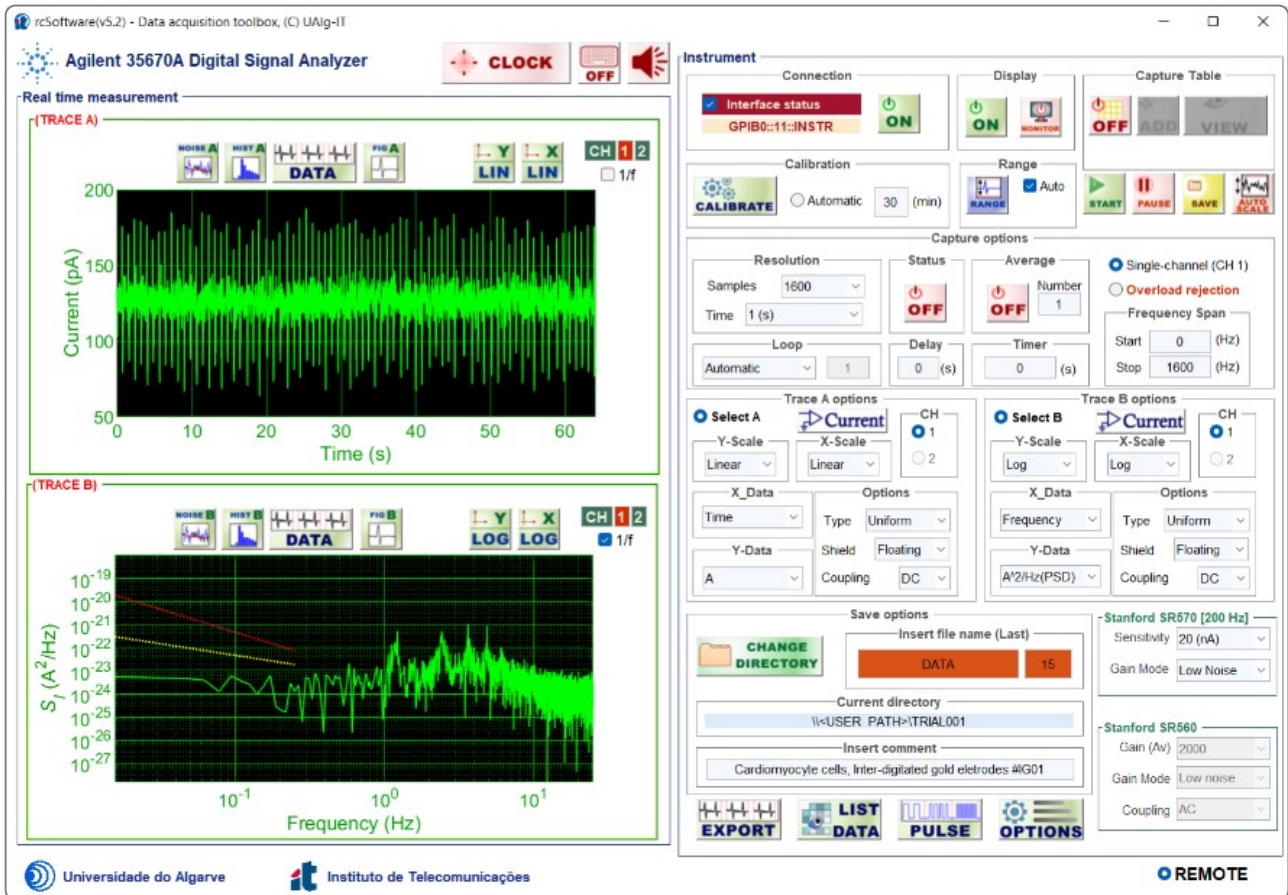 rcSoftware(v5.2) - Data acquisition toolbox, (C) UAlg-IT
Agilent 35670A Digital Signal Analyzer
CLOCK
OFF
Real time measurement
(TRACE A)
NOISE A
HIST A
DATA
FIG A
Y
LIN
X
LIN
CH 1 2
1/f
200
150
100
50
Current (pA)
0 10 20 30 40 50 60
Time (s)
(TRACE B)
NOISE B
HIST B
DATA
FIG B
Y
LOG
X
LOG
CH 1 2
1/f
10^-19
10^-20
10^-21
10^-22
10^-23
10^-24
10^-25
10^-26
10^-27
S_I (A^2/Hz)
10^-1 10^0 10^1
Frequency (Hz)
Universidade do Algarve
it Instituto de Telecomunicações
Instrument
Connection
Interface status
GPIB0::11::INSTR
ON
Display
ON
MONITOR
Capture Table
OFF
ADD
VIEW
Calibration
CALIBRATE
Automatic 30 (min)
Range
RANGE
Auto
START
PAUSE
SAVE
AUTO
SCALE
Capture options
Resolution
Samples 1600
Time 1 (s)
Status
OFF
Average
OFF
Number
1
Single-channel (CH 1)
Overload rejection
Frequency Span
Start 0 (Hz)
Stop 1600 (Hz)
Loop
Automatic 1
Delay
0 (s)
Timer
0 (s)
Trace A options
Select A
Current
CH
1
2
Y-Scale
Linear
X-Scale
Linear
X_Data
Time
Y-Data
A
Options
Type Uniform
Shield Floating
Coupling DC
Trace B options
Select B
Current
CH
1
2
Y-Scale
Log
X-Scale
Log
X_Data
Frequency
Y-Data
A^2/Hz(PSD)
Options
Type Uniform
Shield Floating
Coupling DC
Save options
CHANGE
DIRECTORY
Insert file name (Last)
DATA 15
Current directory
\\<USER_PATH>\TRIAL001
Insert comment
Cardiomyocyte cells, Inter-digitated gold eletrodes #IG01
Stanford SR570 [200 Hz]
Sensitivity 20 (nA)
Gain Mode Low Noise
Stanford SR560
Gain (Av) 2000
Gain Mode Low noise
Coupling AC
EXPORT
LIST
DATA
PULSE
OPTIONS
REMOTE